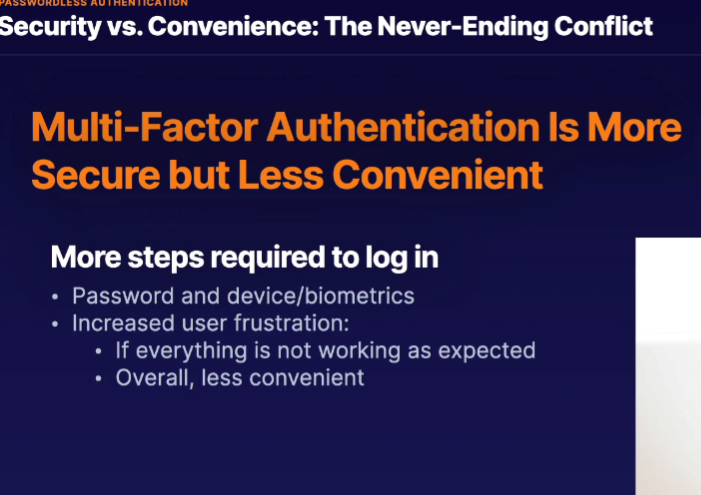 PASSWORDLESS AUTHENTICATION
Security vs. Convenience: The Never-Ending Conflict
Multi-Factor Authentication Is More
Secure but Less Convenient
More steps required to log in
• Password and device/biometrics
• Increased user frustration:
• If everything is not working as expected
• Overall, less convenient